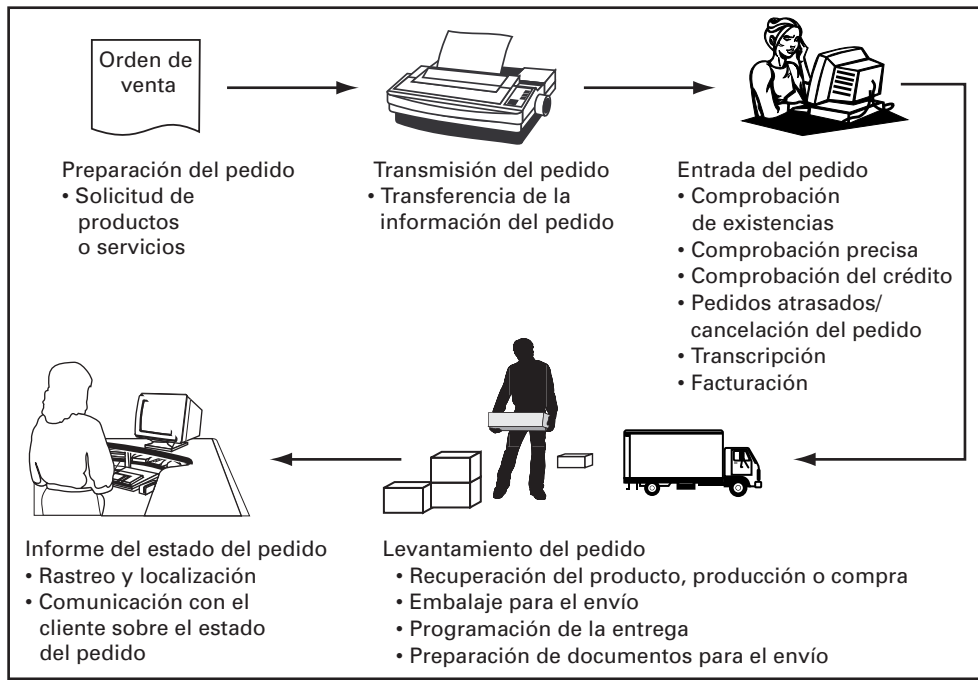 Orden de
venta
Preparación del pedido
• Solicitud de
productos
o servicios
Transmisión del pedido
• Transferencia de la
información del pedido
Entrada del pedido
• Comprobación
de existencias
• Comprobación precisa
• Comprobación del crédito
• Pedidos atrasados/
cancelación del pedido
• Transcripción
• Facturación
Levantamiento del pedido
• Recuperación del producto, producción o compra
• Embalaje para el envío
• Programación de la entrega
• Preparación de documentos para el envío
Informe del estado del pedido
• Rastreo y localización
• Comunicación con el
cliente sobre el estado
del pedido